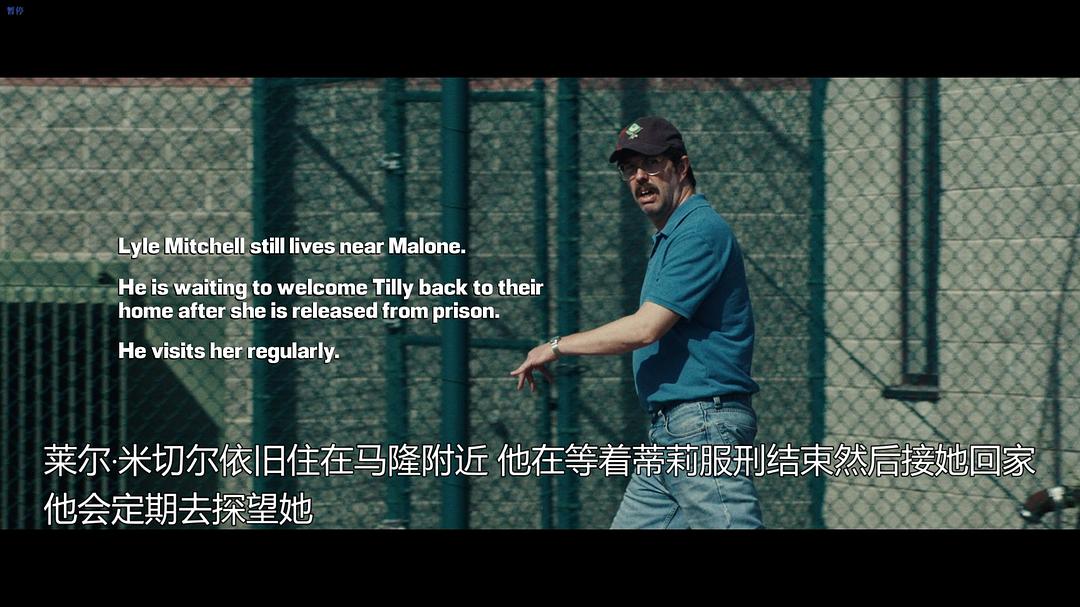 暂停
Lyle Mitchell still lives near Malone.
He is waiting to welcome Tilly back to their
home after she is released from prison.
He visits her regularly.
莱尔·米切尔依旧住在马隆附近 他在等着蒂莉服刑结束然后接她回家
他会定期去探望她